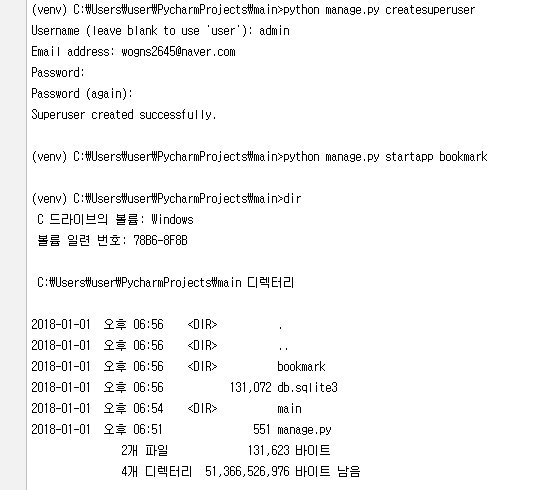 (venv) C:₩Users₩user₩PycharmProjects₩main>python manage.py createsuperuser
Username (leave blank to use 'user'): admin
Email address: wogns2645@naver.com
Password:
Password (again):
Superuser created successfully.
(venv) C:₩Users₩user₩PycharmProjects₩main>python manage.py startapp bookmark
(venv) C:₩Users₩user₩PycharmProjects₩main>dir
C 드라이브의 볼륨: Windows
볼륨 일련 번호: 78B6-8F8B
C:₩Users₩user₩PycharmProjects₩main 디렉터리
2018-01-01 오후 06:56 <DIR> .
2018-01-01 오후 06:56 <DIR> ..
2018-01-01 오후 06:56 <DIR> bookmark
2018-01-01 오후 06:56 131,072 db.sqlite3
2018-01-01 오후 06:54 <DIR> main
2018-01-01 오후 06:51 551 manage.py
2개 파일 131,623 바이트
4개 디렉터리 51,366,526,976 바이트 남음